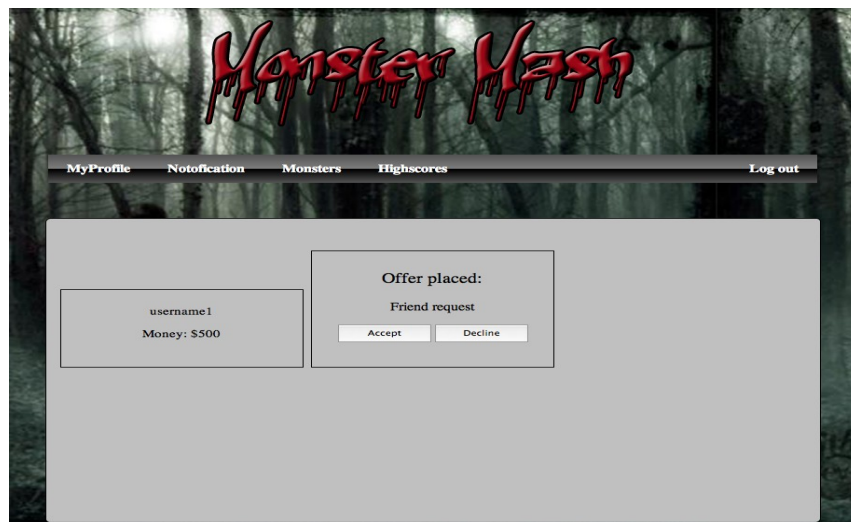 Monster Mash
MyProfile Notofication Monsters Highscores Log out
username1
Money: $500
Offer placed:
Friend request
Accept Decline